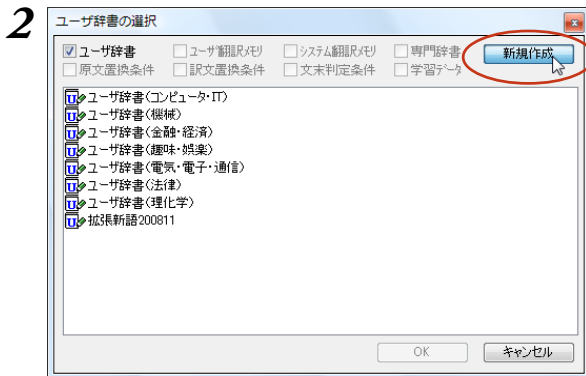 2
ユーザ辞書の選択
ユーザ辞書 ユーザ翻訳メモリ システム翻訳メモリ 専門辞書 新規作成
原文置換条件 訳文置換条件 文末判定条件 学習データ
ユーザ辞書(コンピュータ・IT)
ユーザ辞書(機械)
ユーザ辞書(金融・経済)
ユーザ辞書(趣味・娯楽)
ユーザ辞書(電気・電子・通信)
ユーザ辞書(法律)
ユーザ辞書(理化学)
拡張新語200811
OK キャンセル